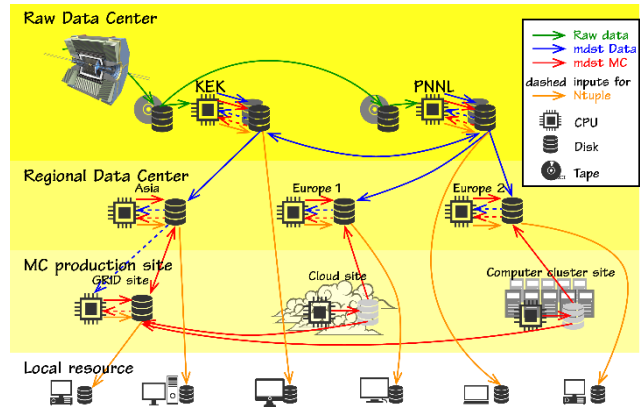 Raw Data Center
KEK
PNNL
Raw data
mdst Data
mdst MC
dashed inputs for
Ntuple
CPU
Disk
Tape
Regional Data Center
Asia
Europe 1
Europe 2
MC production site
GRID site
Cloud site
Computer cluster site
Local resource